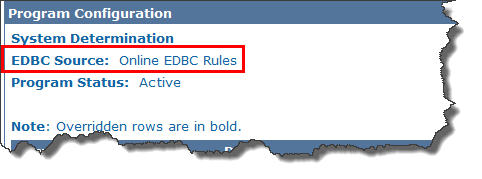 Program Configuration
System Determination
EDBC Source: Online EDBC Rules
Program Status: Active
Note: Overridden rows are in bold.